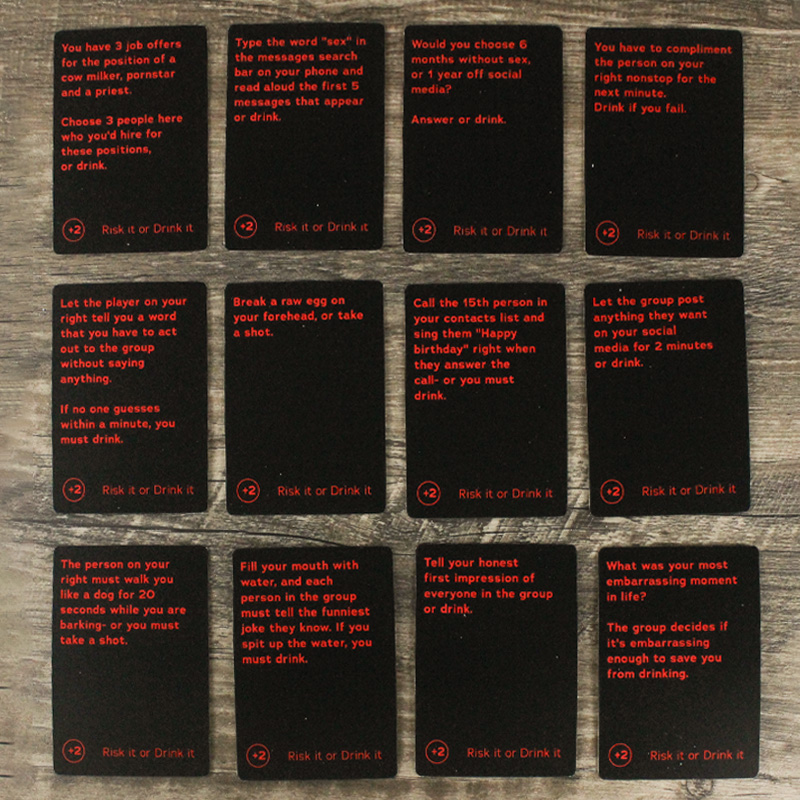 You have 3 job offers
for the position of a
cow milker, pornstar
and a priest.
Choose 3 people here
who you'd hire for
these positions,
or drink.
+2 Risk it or Drink it
Type the word "sex" in
the messages search
bar on your phone and
read aloud the first 5
messages that appear
or drink.
+2 Risk it or Drink it
Would you choose 6
months without sex,
or 1 year off social
media?
Answer or drink.
+2 Risk it or Drink it
You have to compliment
the person on your
right nonstop for the
next minute.
Drink if you fail.
+2 Risk it or Drink it
Let the player on your
right tell you a word
that you have to act
out to the group
without saying
anything.
If no one guesses
within a minute, you
must drink.
+2 Risk it or Drink it
Break a raw egg on
your forehead, or take
a shot.
+2 Risk it or Drink it
Call the 15th person in
your contacts list and
sing them "Happy
birthday" right when
they answer the
call- or you must
drink.
+2 Risk it or Drink it
Let the group post
anything they want
on your social
media for 2 minutes
or drink.
+2 Risk it or Drink it
The person on your
right must walk you
like a dog for 20
seconds while you are
barking- or you must
take a shot.
+2 Risk it or Drink it
Fill your mouth with
water, and each
person in the group
must tell the funniest
joke they know. If you
spit up the water, you
must drink.
+2 Risk it or Drink it
Tell your honest
first impression of
everyone in the group
or drink.
+2 Risk it or Drink it
What was your most
embarrassing moment
in life?
The group decides if
it's embarrassing
enough to save you
from drinking.
+2 Risk it or Drink it